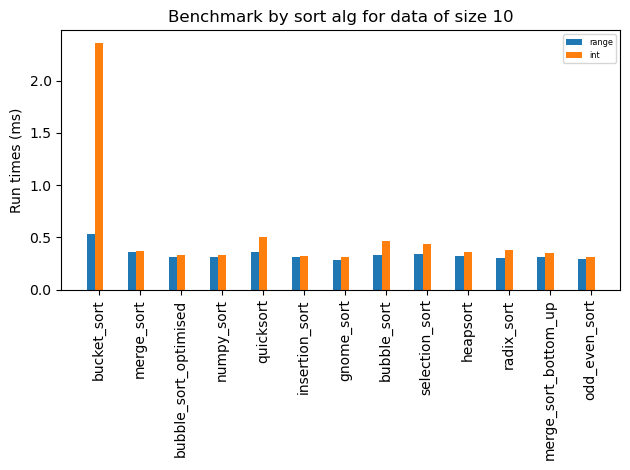 Benchmark by sort alg for data of size 10
range
int
Run times (ms)
2.0
1.5
1.0
0.5
0.0
bucket_sort
merge_sort
bubble_sort_optimised
numpy_sort
quicksort
insertion_sort
gnome_sort
bubble_sort
selection_sort
heapsort
radix_sort
merge_sort_bottom_up
odd_even_sort